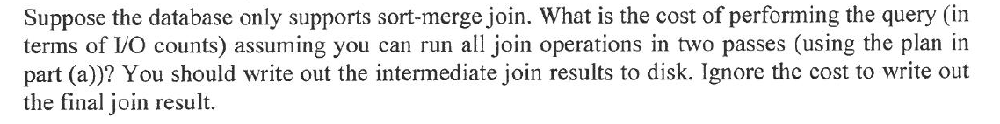 Suppose the database only supports sort-merge join. What is the cost of performing the query (in
terms of I/O counts) assuming you can run all join operations in two passes (using the plan in
part (a))? You should write out the intermediate join results to disk. Ignore the cost to write out
the final join result.